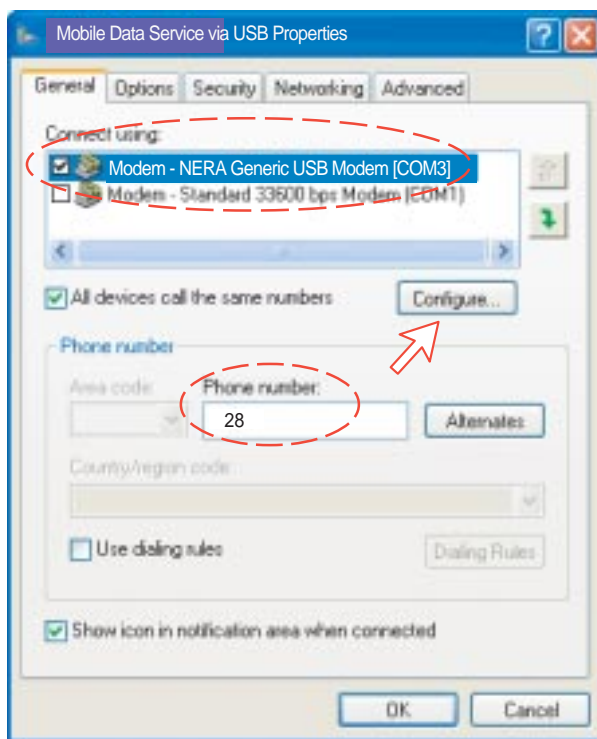 Mobile Data Service via USB Properties
General Options Security Networking Advanced
Connect using:
Modem - NERA Generic USB Modem [COM3]
Modem - Standard 33600 bps Modem (COM1)
All devices call the same numbers
Configure...
Phone number
Area code: Phone number:
28
Alternates
Country/region code:
Use dialing rules
Dialing Rules
Show icon in notification area when connected
OK Cancel